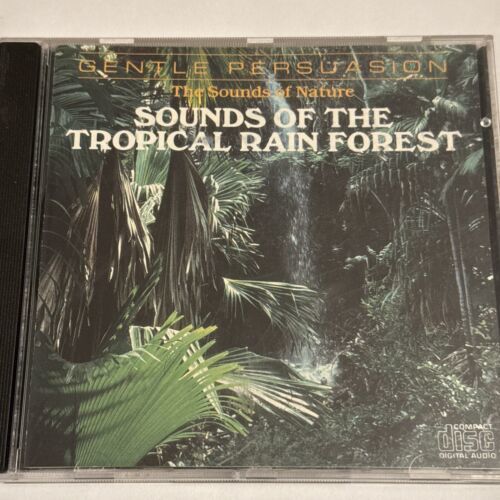 GENTLE PERSUASION
The Sounds of Nature
SOUNDS OF THE
TROPICAL RAIN FOREST
COMPACT
disc
DIGITAL AUDIO